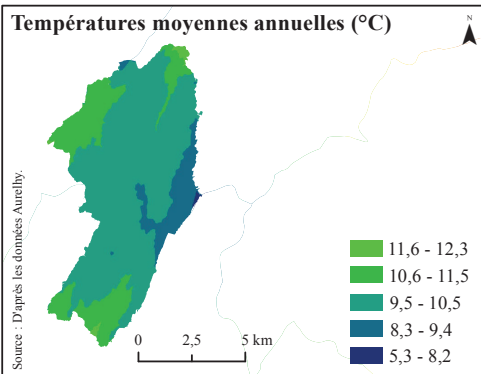 Températures moyennes annuelles (°C)
N
Source : D'après les données Aurelhy.
11,6 - 12,3
10,6 - 11,5
9,5 - 10,5
8,3 - 9,4
5,3 - 8,2
0 2,5 5 km